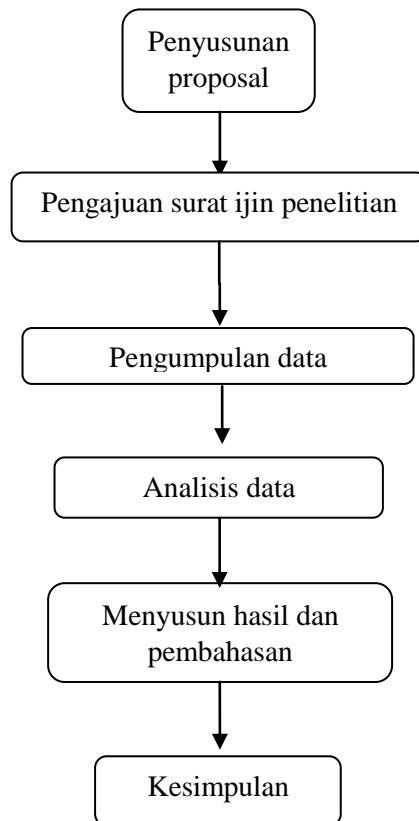 Penyusunan
proposal
Pengajuan surat ijin penelitian
Pengumpulan data
Analisis data
Menyusun hasil dan
pembahasan
Kesimpulan